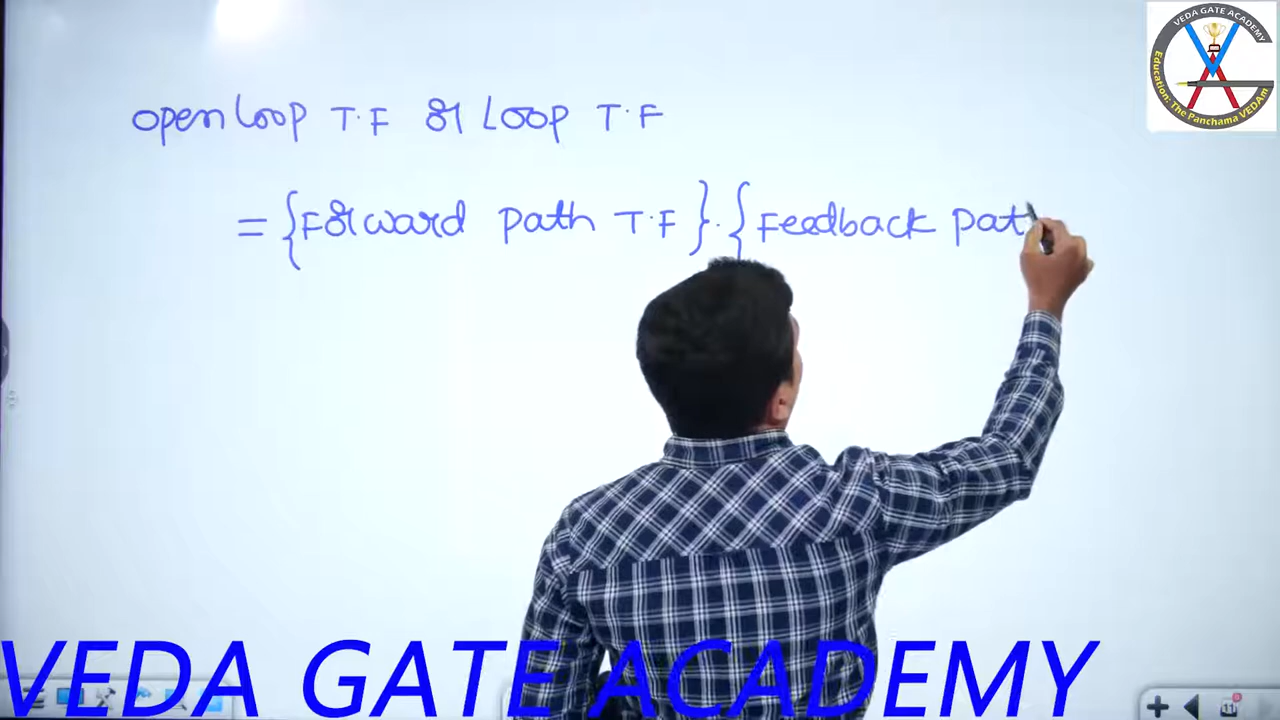 open loop T.F or Loop T.F
= {Forward path T.F} . {Feedback pat
VEDA GATE ACADEMY
Education: The Panchama VEDAm
VEDA GATE ACADEMY